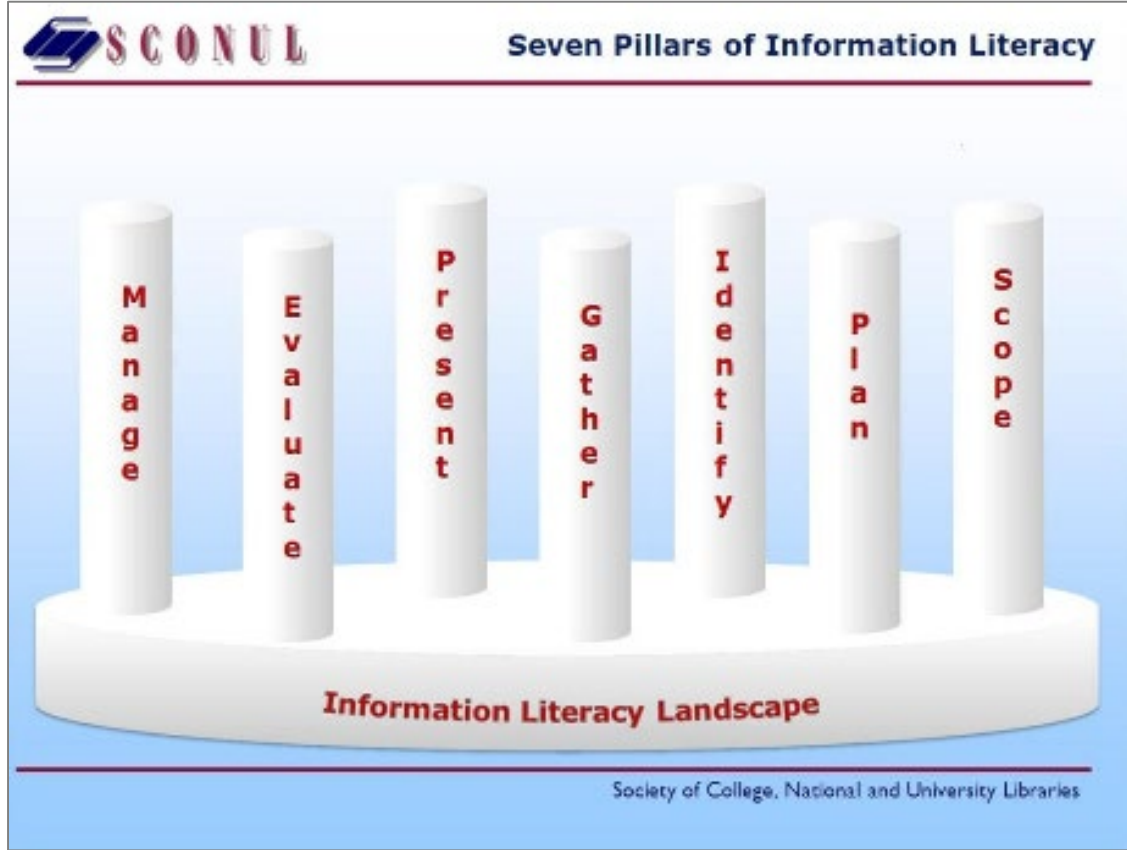 SCONUL
Seven Pillars of Information Literacy
Manage
Evaluate
Present
Gather
Identify
Plan
Scope
Information Literacy Landscape
Society of College, National and University Libraries